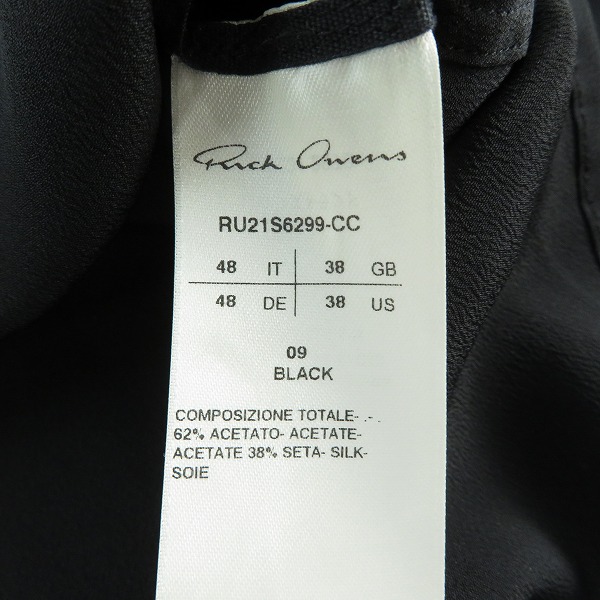 Rick Owens
RU21S6299-CC
48 IT 38 GB
48 DE 38 US
09
BLACK
COMPOSIZIONE TOTALE- .-.
62% ACETATO- ACETATE-
ACETATE 38% SETA- SILK-
SOIE